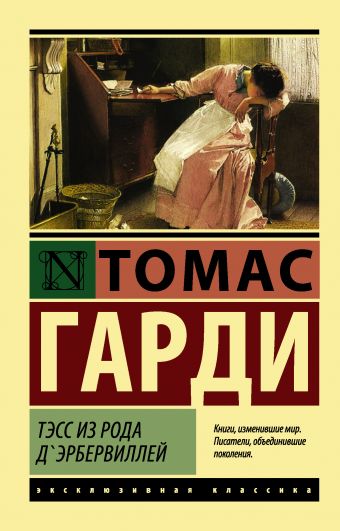 N
ТОМАС
ГАРДИ
ТЭСС ИЗ РОДА
Д`ЭРБЕРВИЛЛЕЙ
Книги, изменившие мир.
Писатели, объединившие
поколения.
эксклюзивная классика